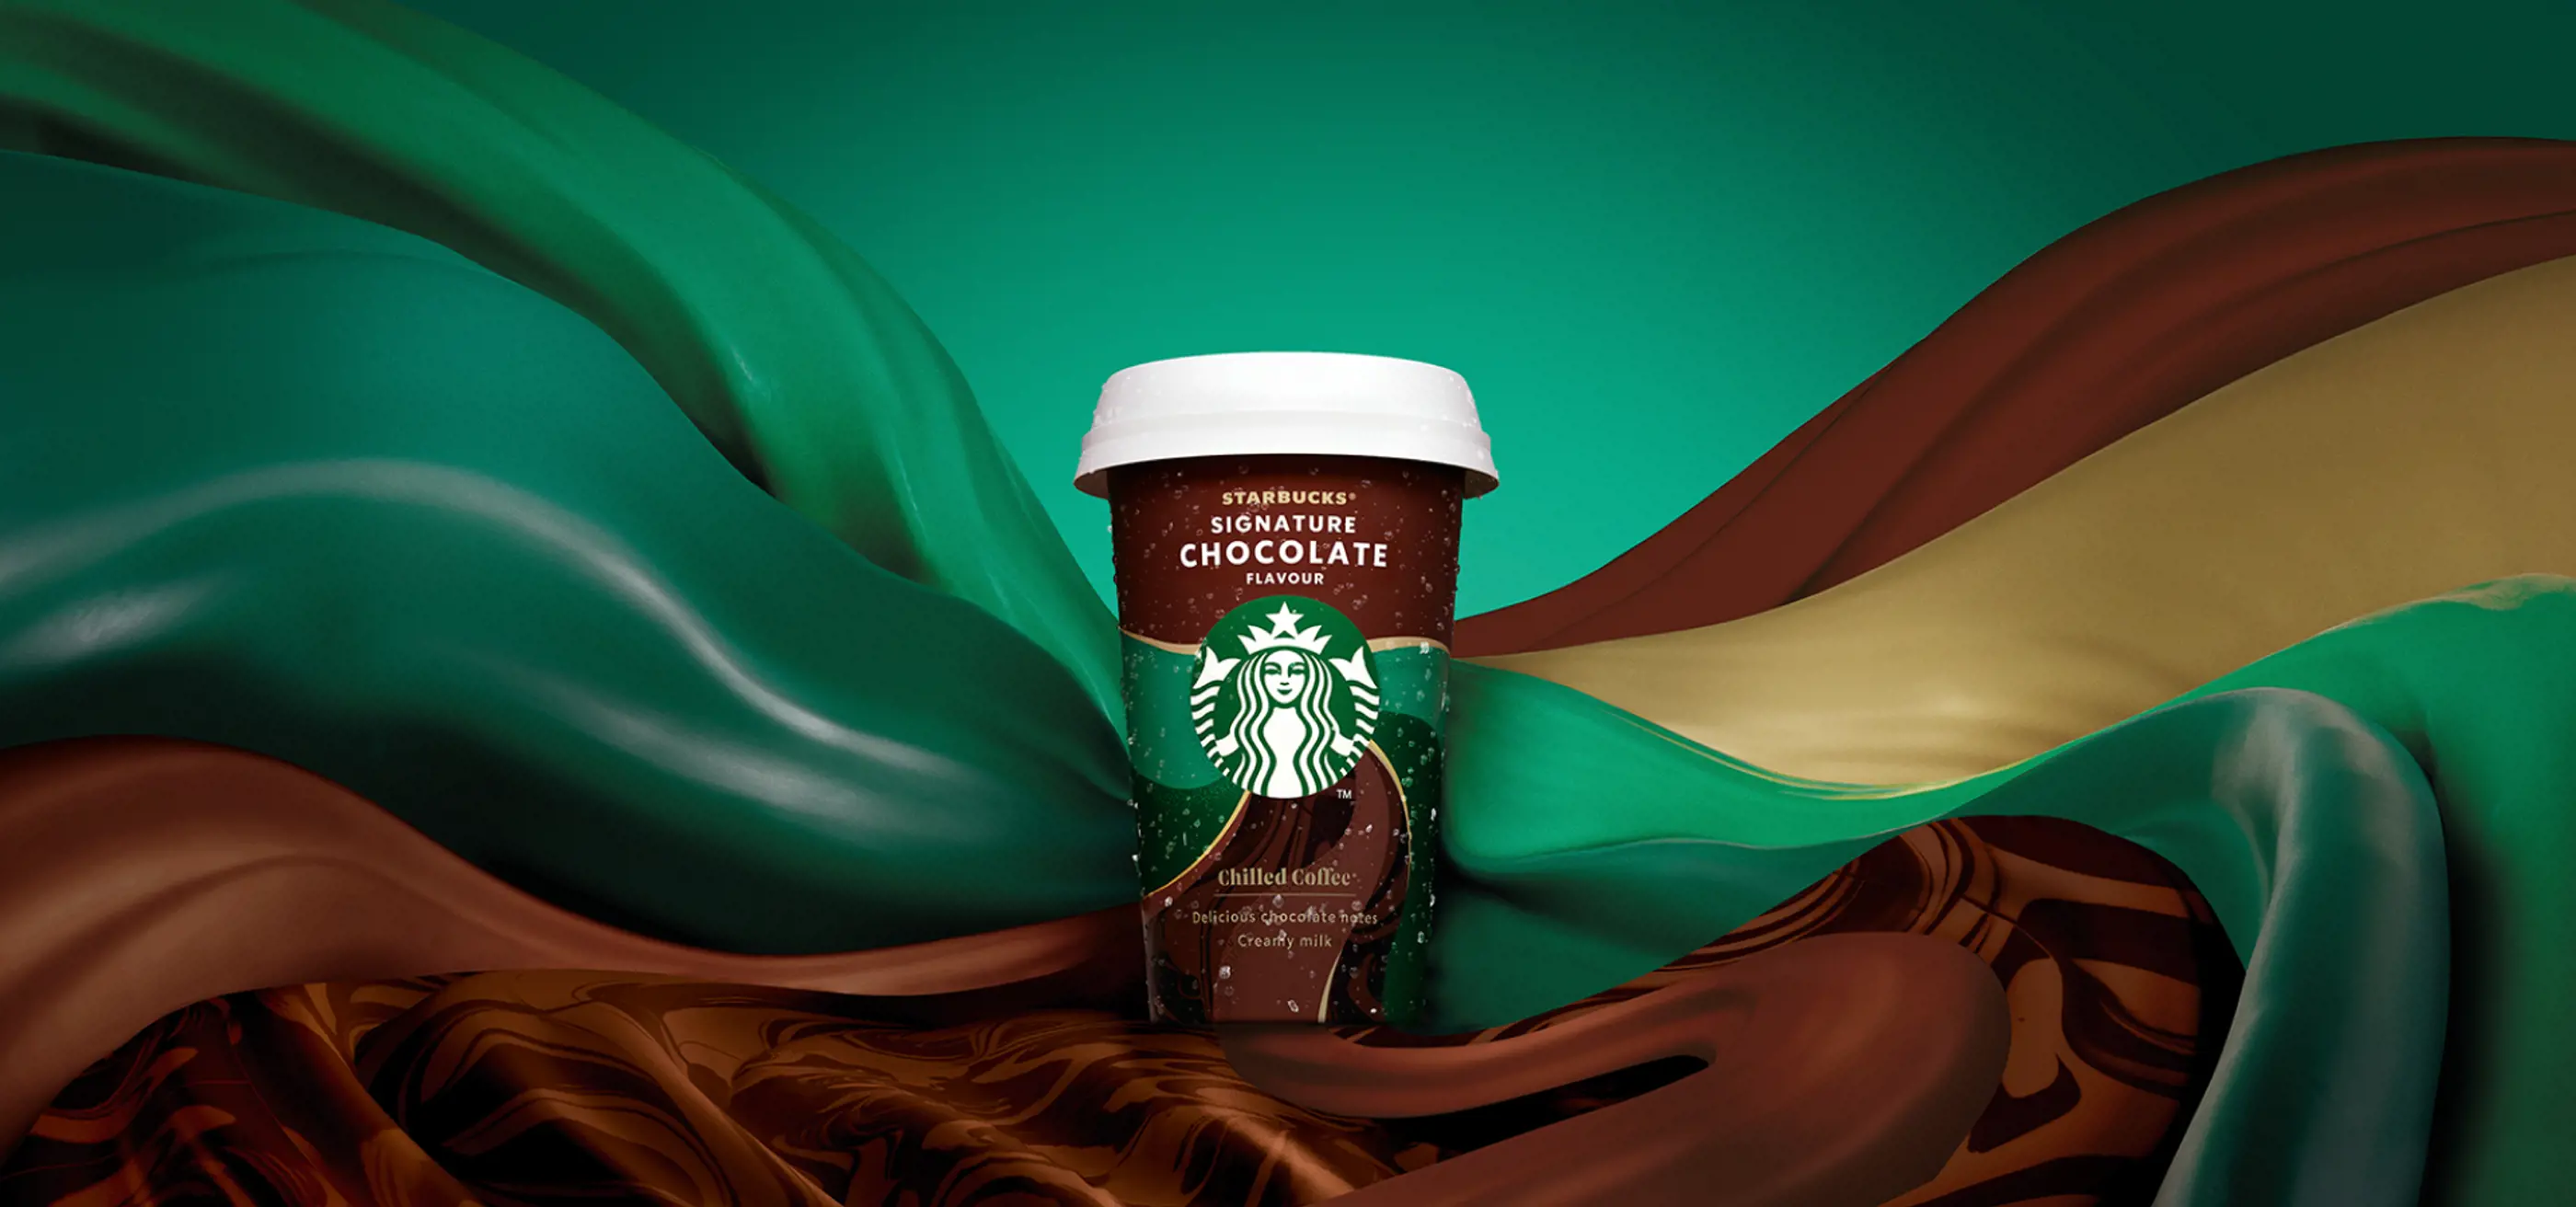 STARBUCKS®
SIGNATURE
CHOCOLATE
FLAVOUR
TM
Chilled Coffee
Delicious chocolate notes
Creamy milk